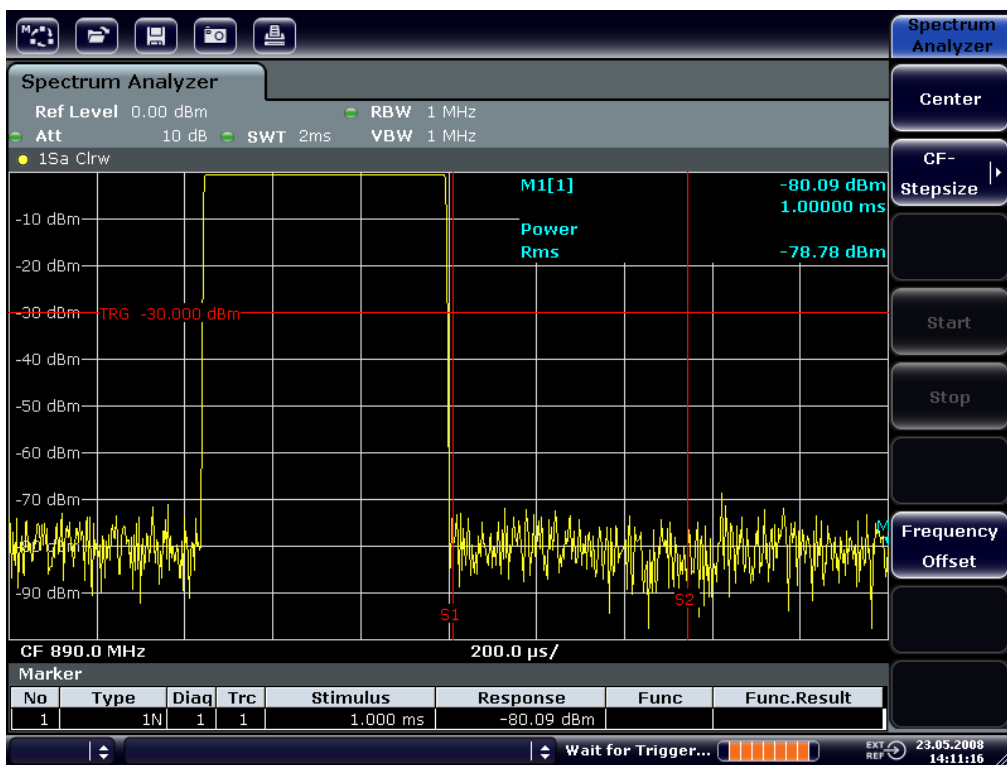 Spectrum Analyzer
Spectrum Analyzer
Ref Level 0.00 dBm RBW 1 MHz
Att 10 dB SWT 2ms VBW 1 MHz
1Sa Clrw
M1[1] -80.09 dBm
1.00000 ms
Power
Rms -78.78 dBm
-10 dBm
-20 dBm
-30 dBm
TRG -30.000 dBm
-40 dBm
-50 dBm
-60 dBm
-70 dBm
-80 dBm
-90 dBm
S1
S2
CF 890.0 MHz 200.0 µs/
Marker
No Type Diag Trc Stimulus Response Func Func.Result
1 1N 1 1 1.000 ms -80.09 dBm
Center
CF-
Stepsize
Start
Stop
Frequency
Offset
Wait for Trigger...
EXT REF
23.05.2008
14:11:16